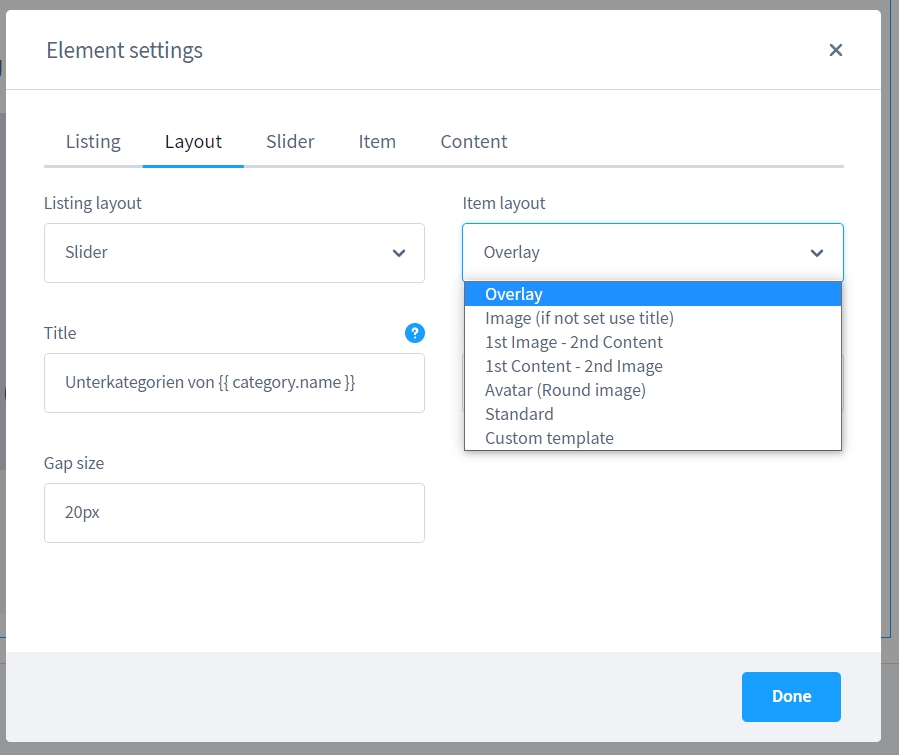 Element settings
Listing Layout Slider Item Content
Listing layout
Item layout
Slider
Overlay
Overlay
Image (if not set use title)
1st Image - 2nd Content
1st Content - 2nd Image
Avatar (Round image)
Standard
Custom template
Title
?
Unterkategorien von {{ category.name }}
Gap size
20px
Done